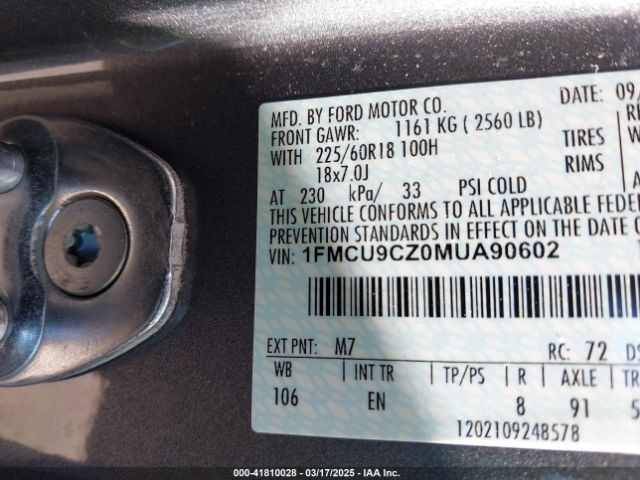 MFD. BY FORD MOTOR CO. DATE: 09/
FRONT GAWR: 1161 KG ( 2560 LB)
WITH 225/60R18 100H TIRES
18x7.0J RIMS
AT 230 kPa/ 33 PSI COLD
THIS VEHICLE CONFORMS TO ALL APPLICABLE FEDER
PREVENTION STANDARDS IN EFFECT ON THE DATE O
VIN: 1FMCU9CZ0MUA90602
EXT PNT: M7 RC: 72
WB INT TR TP/PS R AXLE TR
106 EN 8 91 5
1202109248578
000-41810028 - 03/17/2025 - IAA Inc.